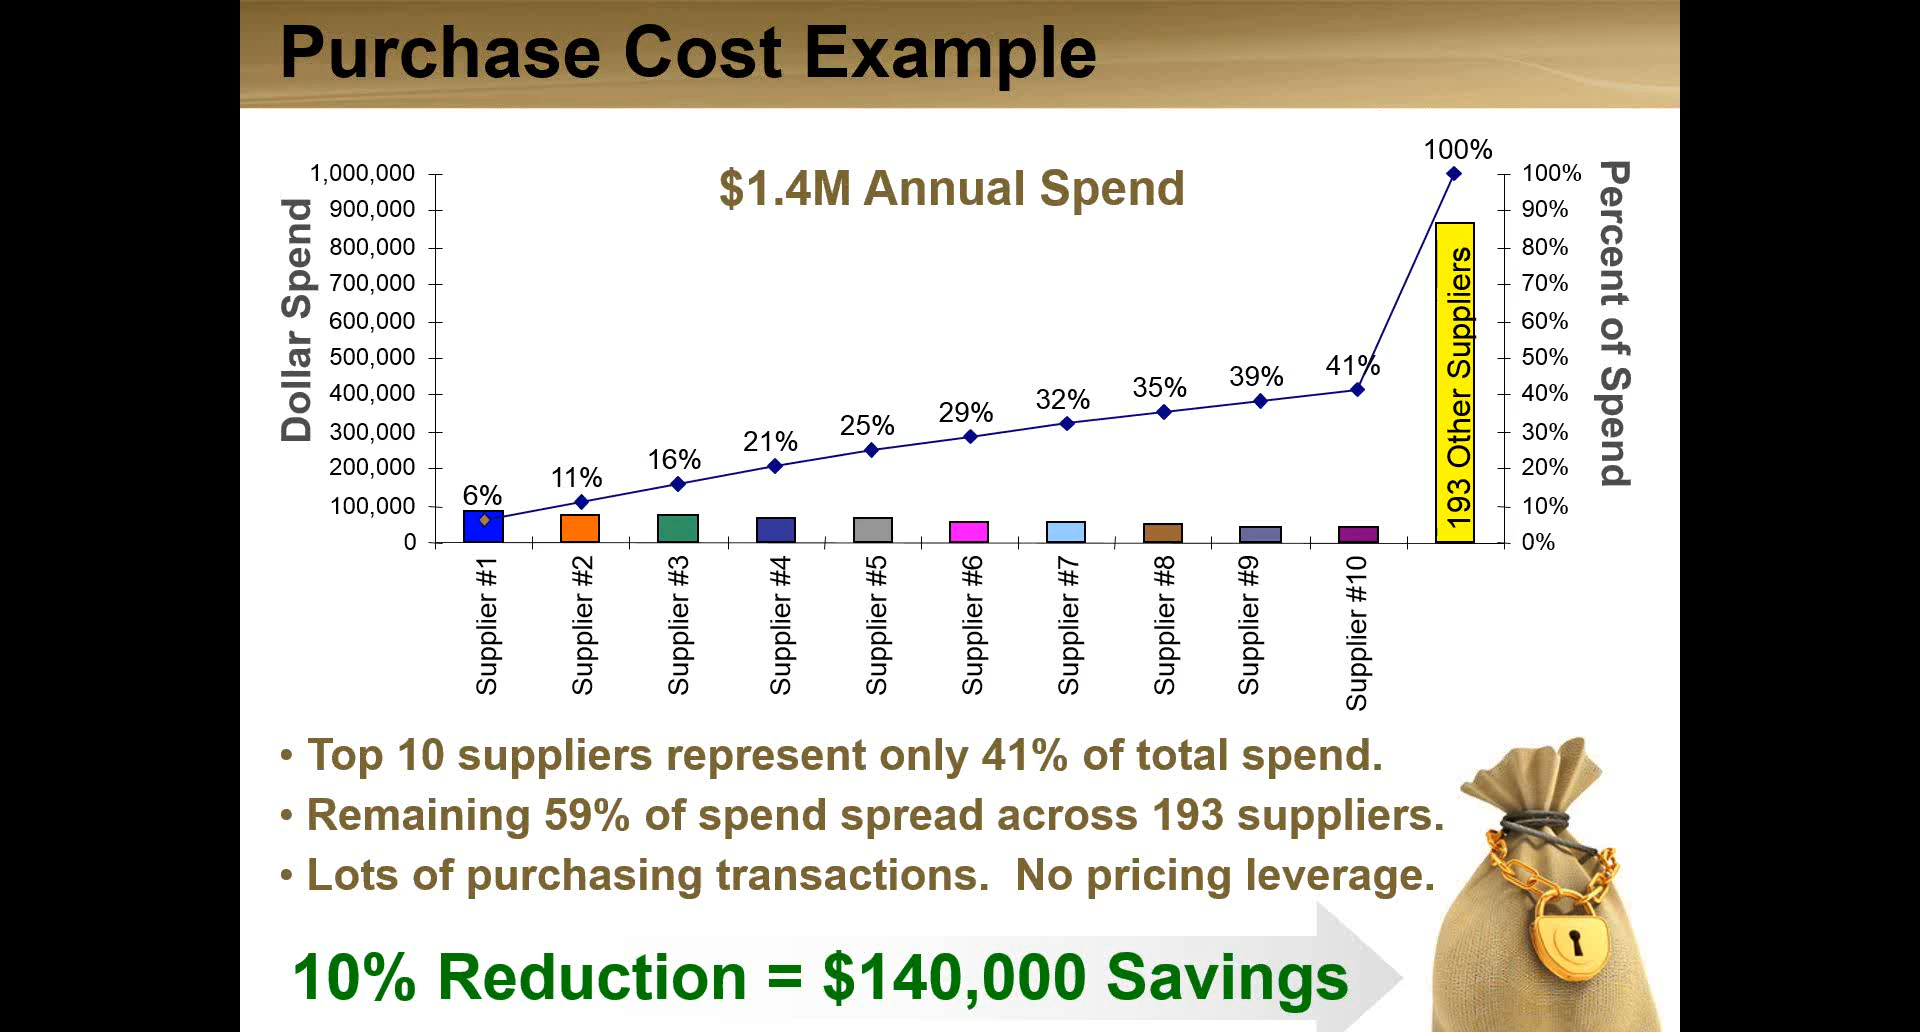 Purchase Cost Example
$1.4M Annual Spend
Dollar Spend
1,000,000
900,000
800,000
700,000
600,000
500,000
400,000
300,000
200,000
100,000
0
6%
11%
16%
21%
25%
29%
32%
35%
39%
41%
100%
193 Other Suppliers
100%
90%
80%
70%
60%
50%
40%
30%
20%
10%
0%
Percent of Spend
Supplier #1
Supplier #2
Supplier #3
Supplier #4
Supplier #5
Supplier #6
Supplier #7
Supplier #8
Supplier #9
Supplier #10
• Top 10 suppliers represent only 41% of total spend.
• Remaining 59% of spend spread across 193 suppliers.
• Lots of purchasing transactions.  No pricing leverage.
10% Reduction = $140,000 Savings